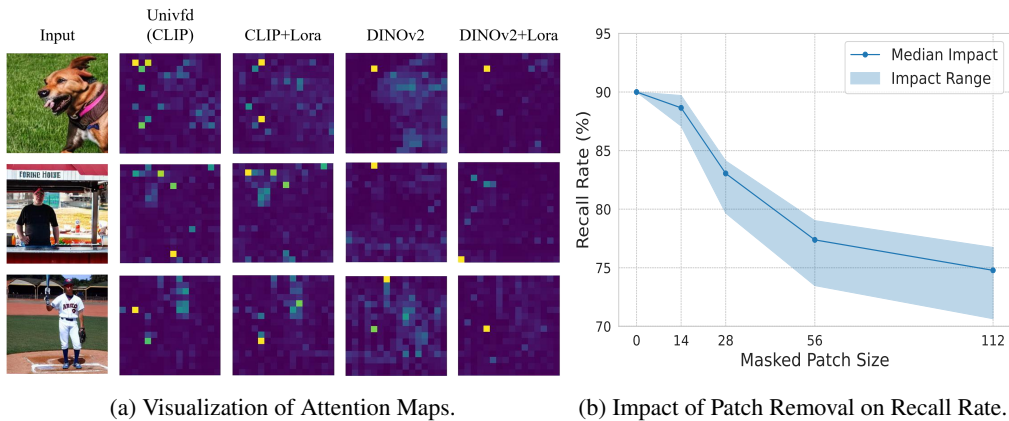 Input
Univfd
(CLIP)
CLIP+Lora
DINOv2
DINOv2+Lora
(a) Visualization of Attention Maps.
95
90
85
80
75
70
Recall Rate (%)
Median Impact
Impact Range
0 14 28 56 112
Masked Patch Size
(b) Impact of Patch Removal on Recall Rate.